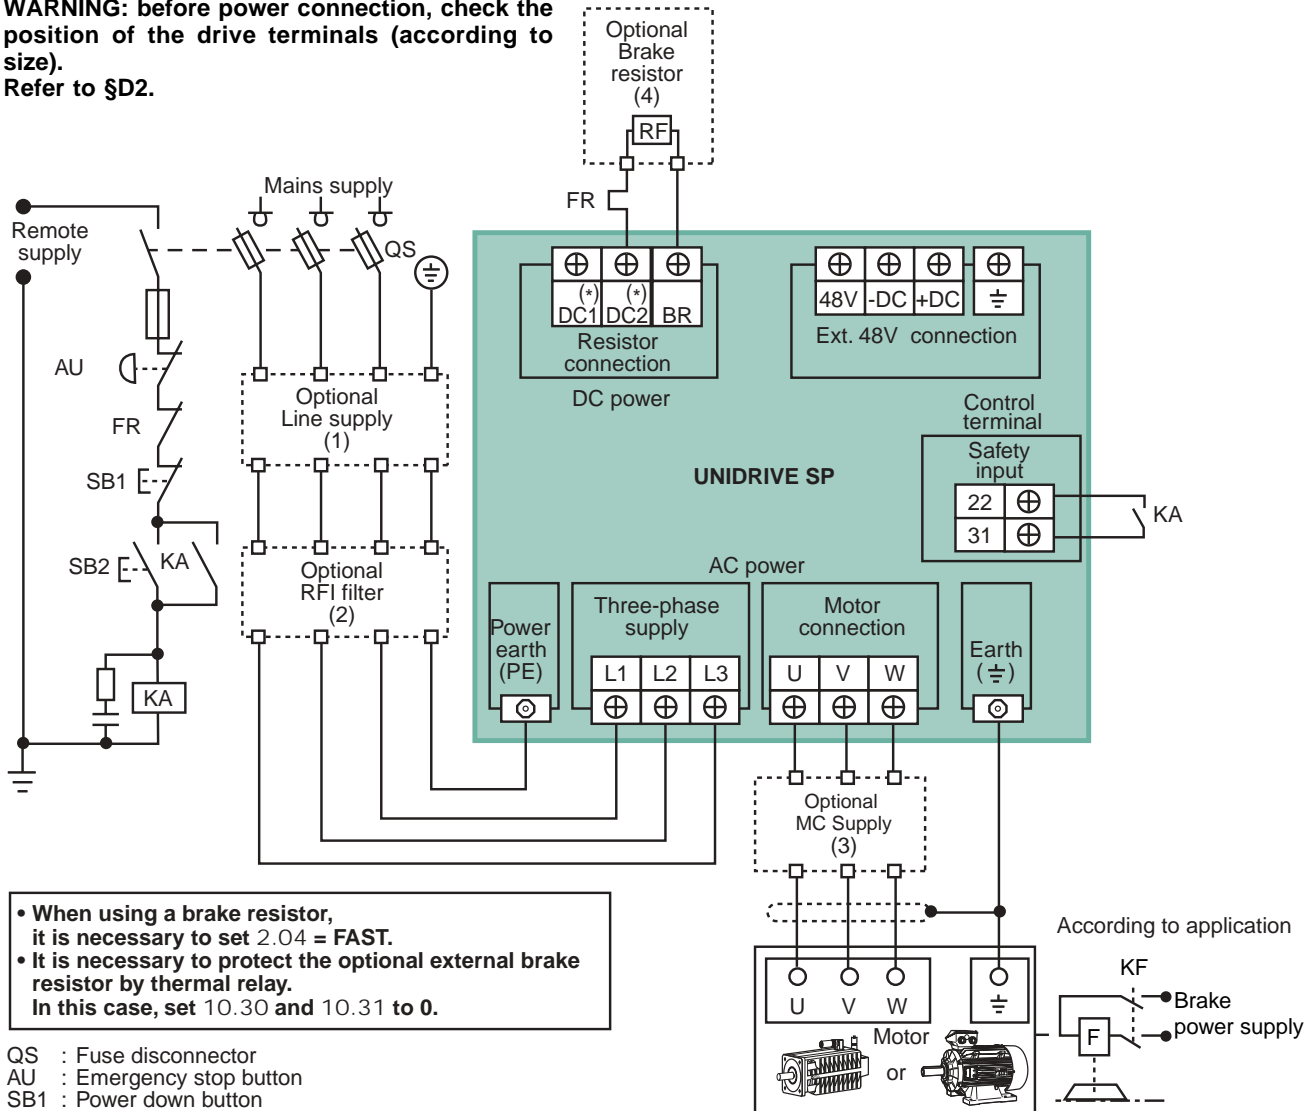 WARNING: before power connection, check the
position of the drive terminals (according to
size).
Refer to §D2.
Optional
Brake
resistor
(4)
RF
FR
Mains supply
Remote
supply
QS
AU
FR
SB1
SB2
KA
KA
Optional
Line supply
(1)
Optional
RFI filter
(2)
(*)
DC1
(*)
DC2
BR
Resistor
connection
DC power
48V
-DC
+DC
Ext. 48V connection
Control
terminal
Safety
input
22
31
KA
UNIDRIVE SP
AC power
Power
earth
(PE)
Three-phase
supply
L1
L2
L3
Motor
connection
U
V
W
Earth
(⏚)
Optional
MC Supply
(3)
U
V
W
Motor
or
According to application
KF
Brake
power supply
F
• When using a brake resistor,
it is necessary to set 2.04 = FAST.
• It is necessary to protect the optional external brake
resistor by thermal relay.
In this case, set 10.30 and 10.31 to 0.
QS : Fuse disconnector
AU : Emergency stop button
SB1 : Power down button